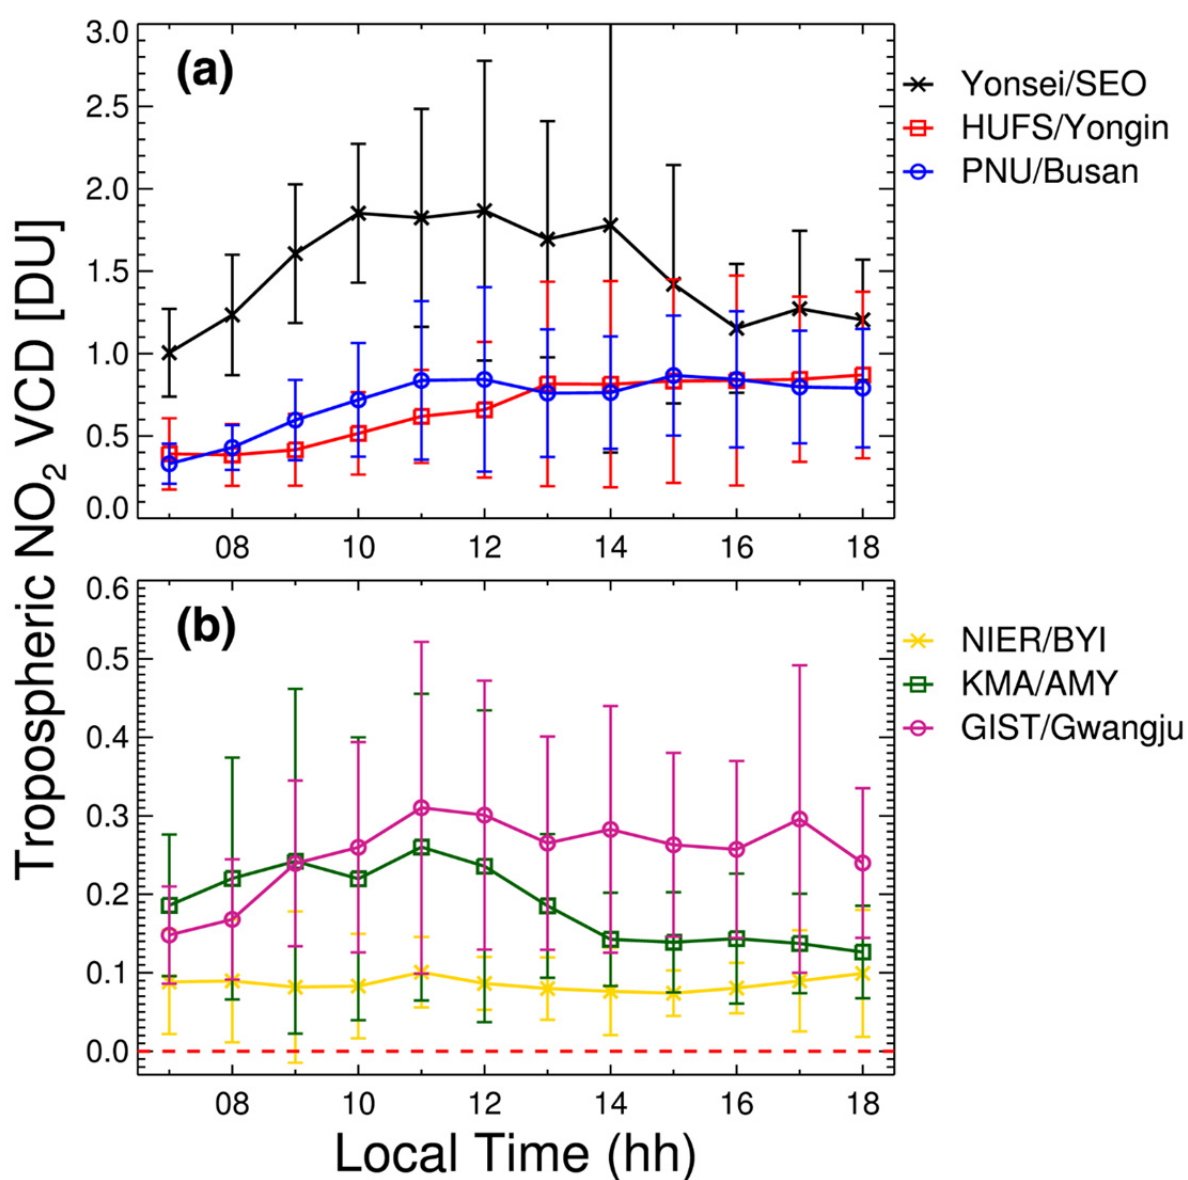 Tropospheric NO₂ VCD [DU]
(a)
3.0
2.5
2.0
1.5
1.0
0.5
0.0
08 10 12 14 16 18
Yonsei/SEO
HUFS/Yongin
PNU/Busan
(b)
0.6
0.5
0.4
0.3
0.2
0.1
0.0
08 10 12 14 16 18
NIER/BYI
KMA/AMY
GIST/Gwangju
Local Time (hh)